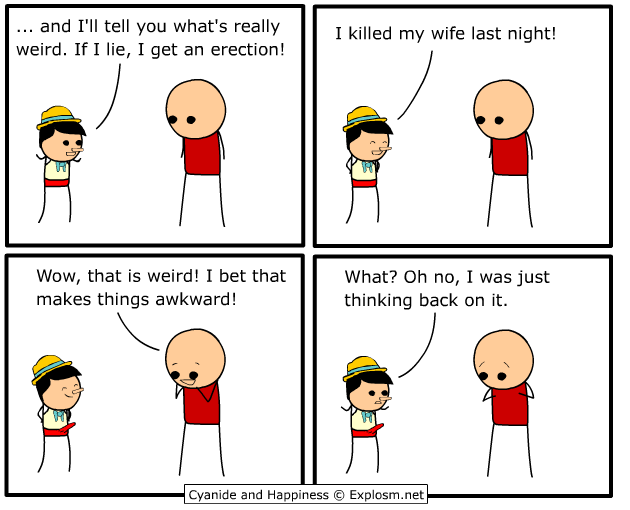 ... and I'll tell you what's really
weird. If I lie, I get an erection!
I killed my wife last night!
Wow, that is weird! I bet that
makes things awkward!
What? Oh no, I was just
thinking back on it.
Cyanide and Happiness © Explosm.net